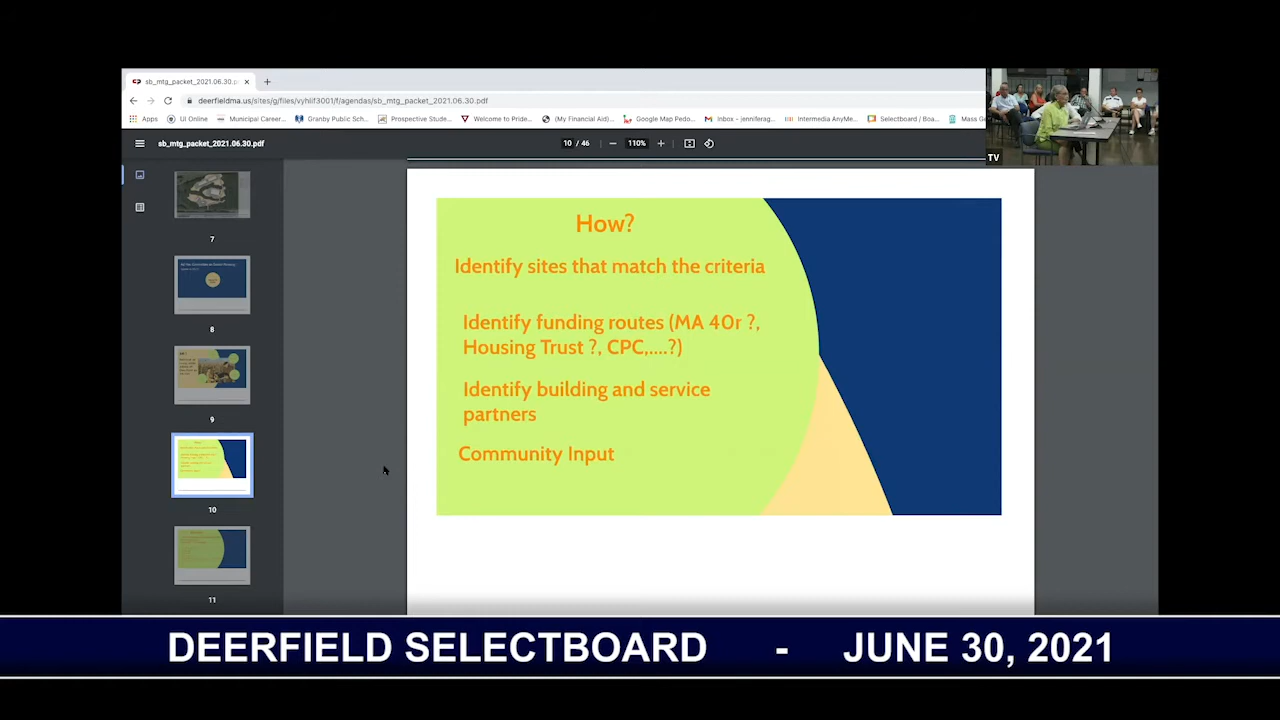 sb_mtg_packet_2021.06.30.p
deerfieldma.us/sites/g/files/vyhlif3001/f/agendas/sb_mtg_packet_2021.06.30.pdf
Apps UI Online Municipal Career... Granby Public Sch... Prospective Stude... Welcome to Pride... (My Financial Aid)... Google Map Pedo... Inbox - jenniferag... Intermedia AnyMe... Selectboard / Boa... Mass Ge
sb_mtg_packet_2021.06.30.pdf
10 / 46
110%
TV
7
8
9
10
11
How?
Identify sites that match the criteria
Identify funding routes (MA 40r ?,
Housing Trust ?, CPC,....?)
Identify building and service
partners
Community Input
DEERFIELD SELECTBOARD - JUNE 30, 2021